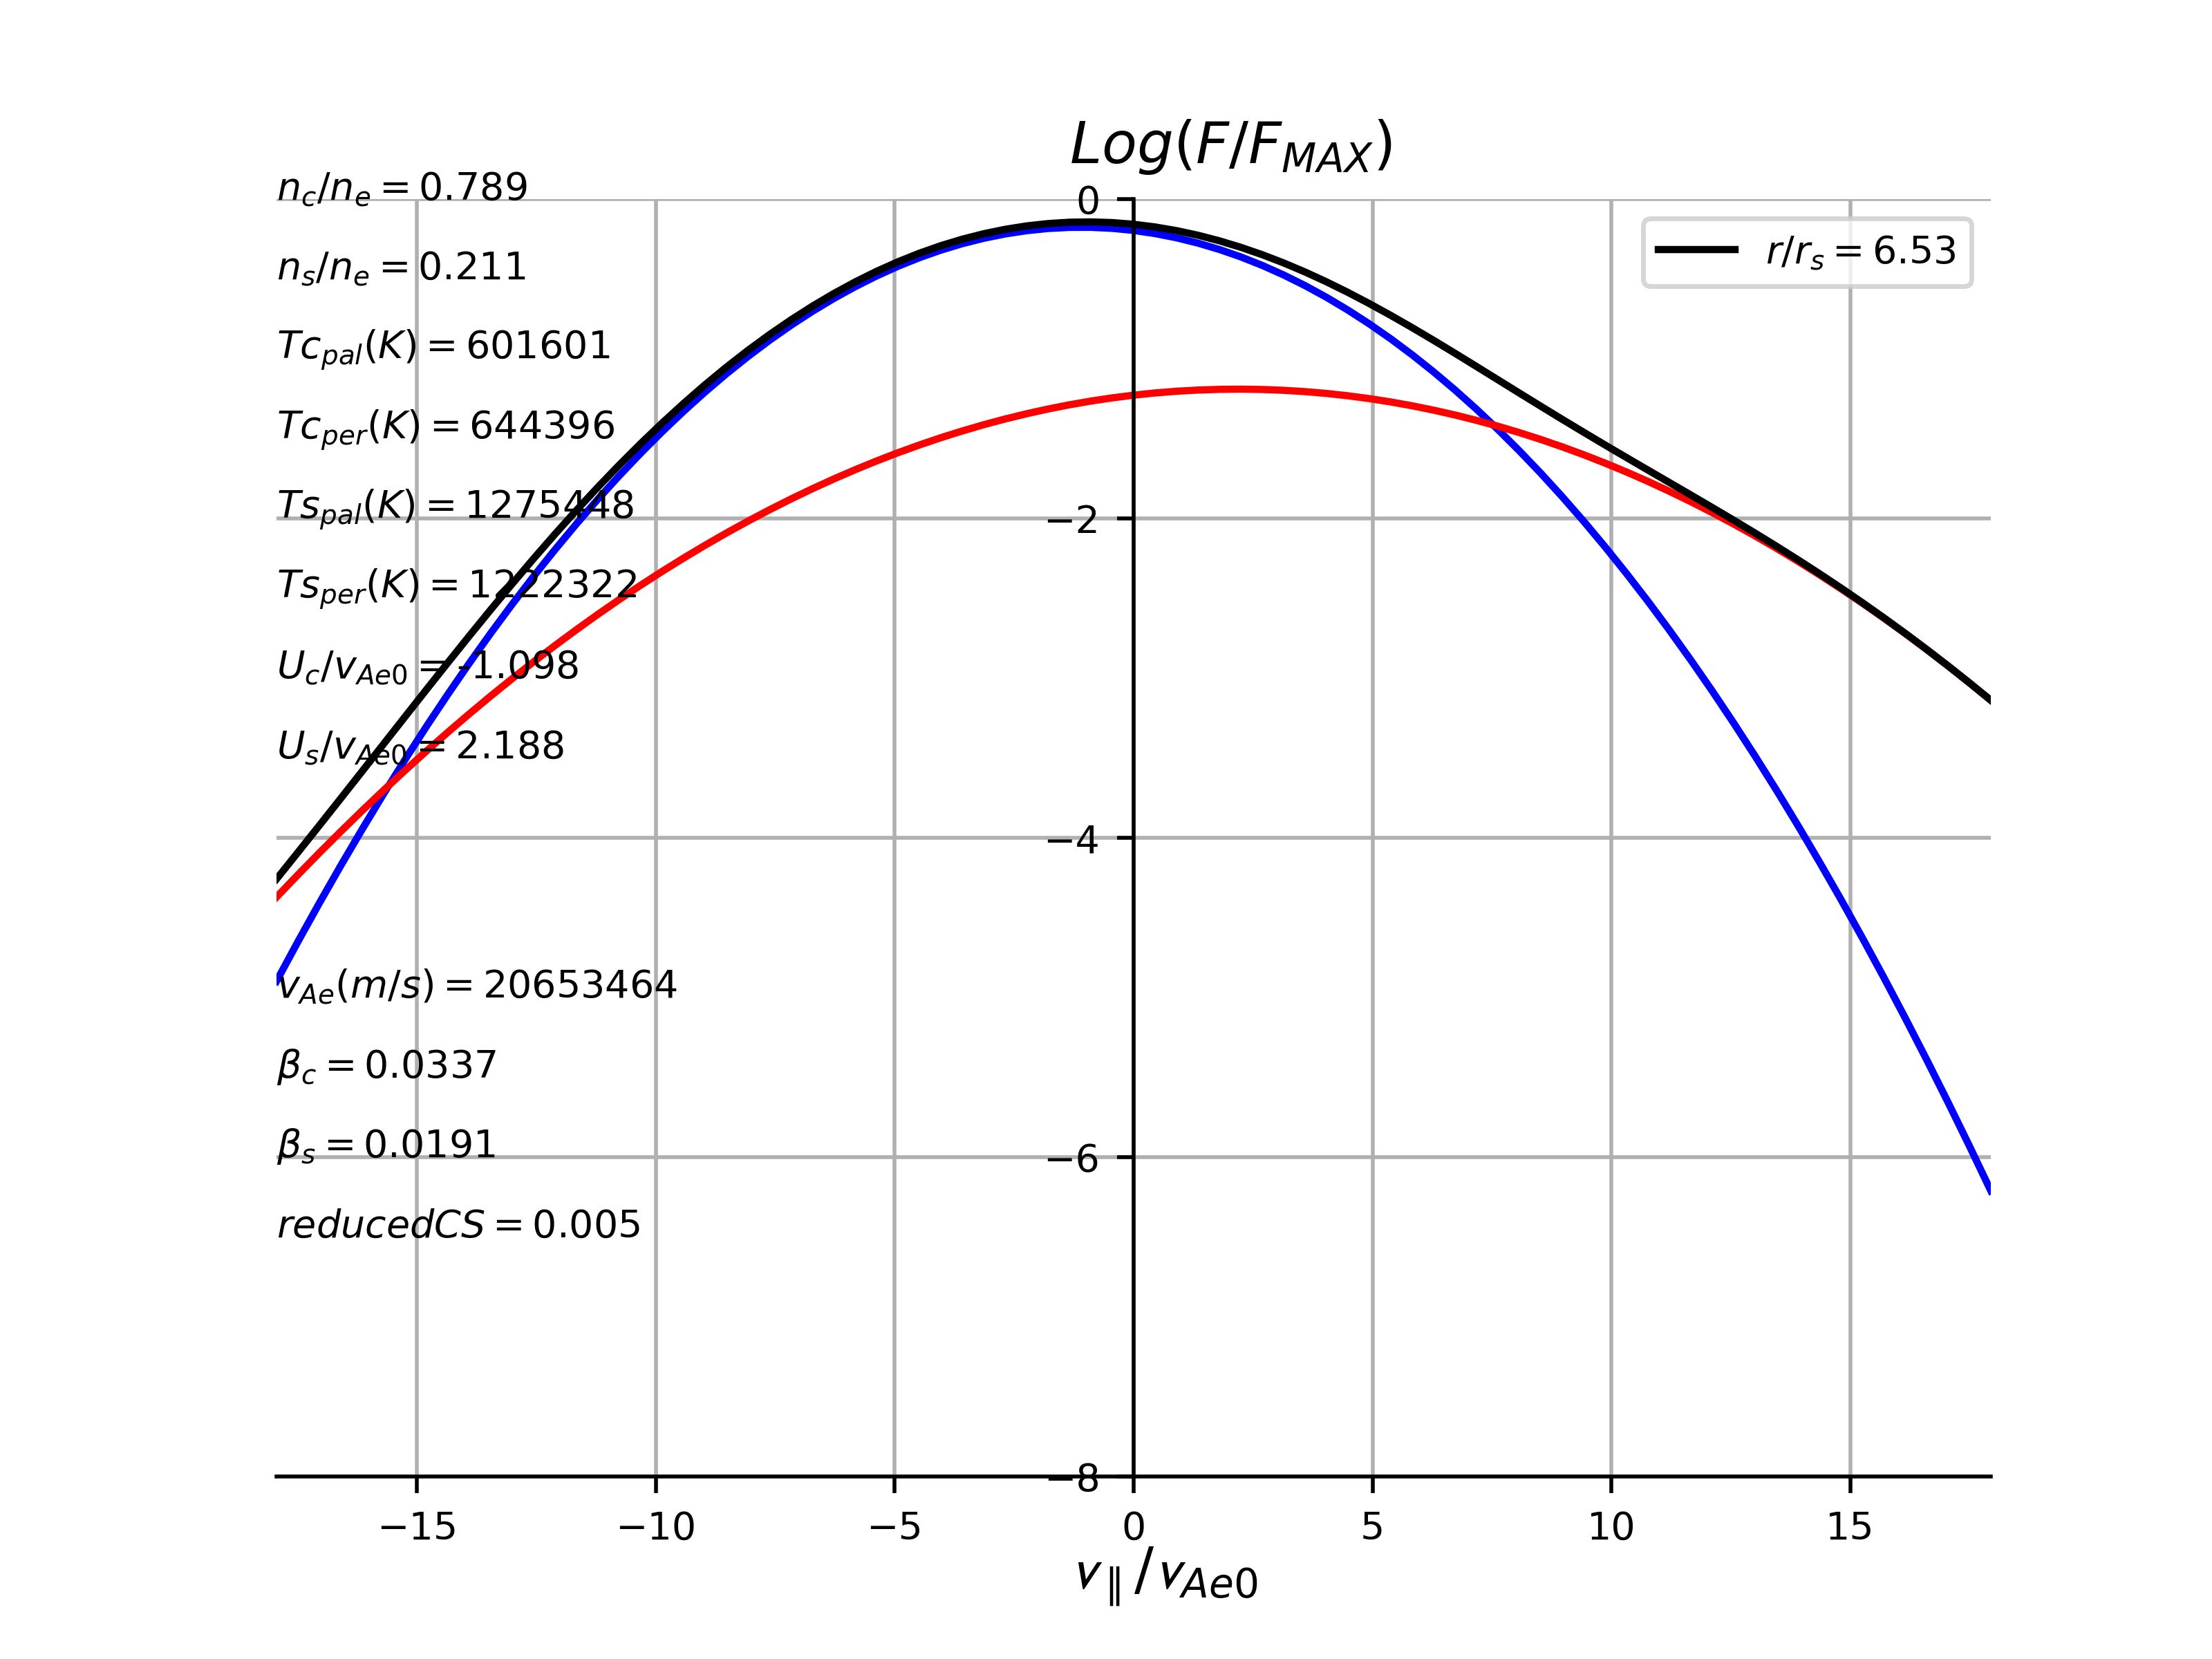 Log(F/F_MAX)
n_c/n_e = 0.789
n_s/n_e = 0.211
Tc_pal(K) = 601601
Tc_per(K) = 644396
Ts_pal(K) = 1275448
Ts_per(K) = 1222322
U_c/v_Ae0 = -1.098
U_s/v_Ae0 = 2.188
v_Ae(m/s) = 20653464
β_c = 0.0337
β_s = 0.0191
reducedCS = 0.005
r/r_s = 6.53
0
−2
−4
−6
−8
−15 −10 −5 0 5 10 15
v_∥/v_Ae0